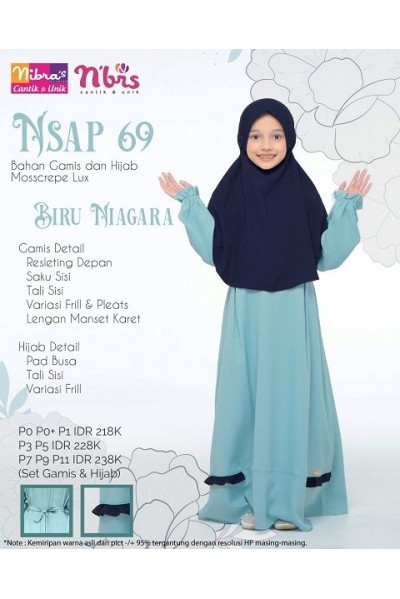 Nibra's
Cantik & Unik
N'brs
cantik & unik
NSAP 69
Bahan Gamis dan Hijab
Mosscrepe Lux
BIRU NIAGARA
Gamis Detail
Resleting Depan
Saku Sisi
Tali Sisi
Variasi Frill & Pleats
Lengan Manset Karet
Hijab Detail
Pad Busa
Tali Sisi
Variasi Frill
P0 P0+ P1 IDR 218K
P3 P5 IDR 228K
P7 P9 P11 IDR 238K
(Set Gamis & Hijab)
*Note : Kemiripan warna asli dan pict -/+ 95% tergantung dengan resolusi HP masing-masing.